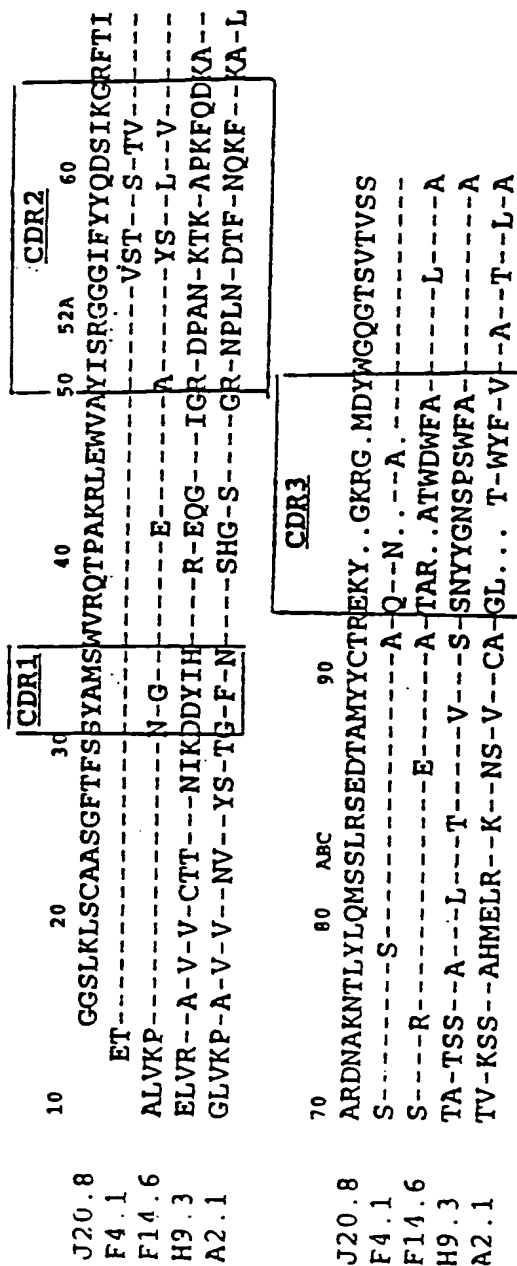 CDR1 CDR2
10 20 30 40 50 52A 60
J20.8 GGSLKLSCAASGFTFSSYAMSWVRQTPAKRLEWVAYISRGGGIFYYQDSIKGRFTI
F4.1 ET-----------------------------------------VST--S-TV------
F14.6 ALVKP-----------------N-G--------E-------A------YS--L--V------
H9.3 ELVR--A-V-V-CTT---NIKDDYIH----R-EQG---IGR-DPAN-KTK-APKFQDKA--
A2.1 GLVKP-A-V-V--NV--YS-TG-F-N----SHG-S----GR-NPLN-DTF-NQKF--KA-L
CDR3
70 80 ABC 90
J20.8 ARDNAKNTLYLQMSSLRSEDTAMYYCTREKY..GKRG.MDYWGQGTSVTVSS
F4.1 S--------S----------------AQ--N..--A.---------------
F14.6 S----R------------E------A-TAR..ATWDWFA------L----A
H9.3 TA-TSS--A---L---T-----V---S-SNYYGNSPSWFA----------A
A2.1 TV-KSS--AHMELR--K--NS-V--CA-GL...T-WYF-V--A--T--L-A